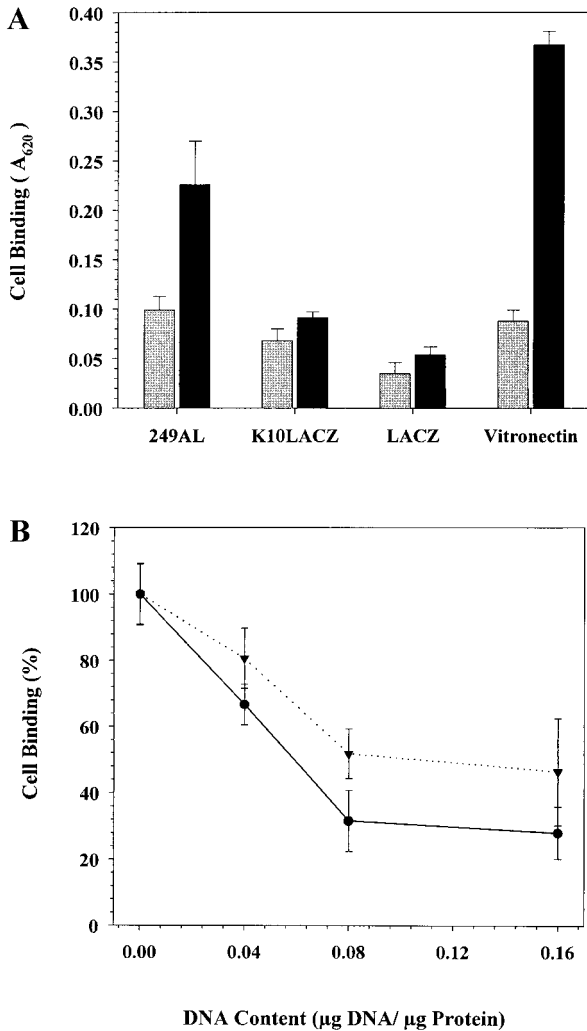 A
Cell Binding ( A620 )
0.40
0.35
0.30
0.25
0.20
0.15
0.10
0.05
0.00
249AL K10LACZ LACZ Vitronectin
B
Cell Binding (%)
120
100
80
60
40
20
0
0.00 0.04 0.08 0.12 0.16
DNA Content (µg DNA/ µg Protein)